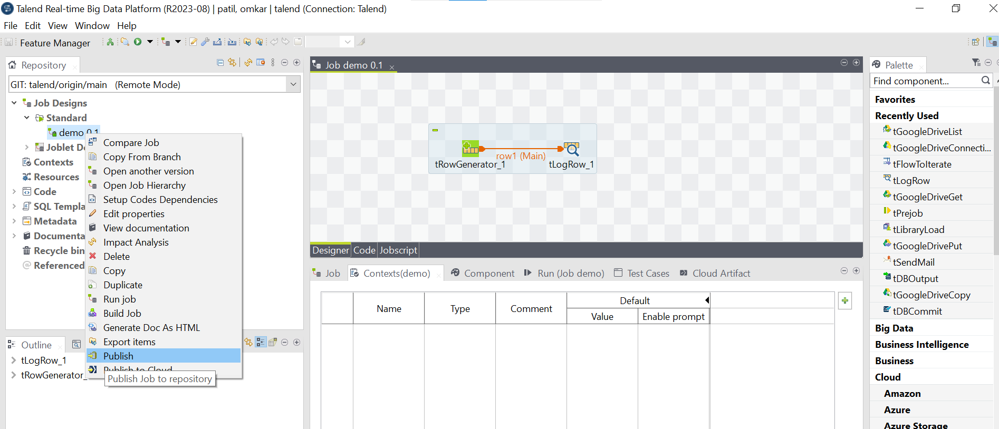 Talend Real-time Big Data Platform (R2023-08) | patil, omkar | talend (Connection: Talend)
File Edit View Window Help
Feature Manager
Repository
GIT: talend/origin/main (Remote Mode)
Job Designs
Standard
demo 0.1
Joblet De
Contexts
Resources
Code
SQL Templa
Metadata
Documenta
Recycle bin
Referenced
Compare Job
Copy From Branch
Open another version
Open Job Hierarchy
Setup Codes Dependencies
Edit properties
View documentation
Impact Analysis
Delete
Copy
Duplicate
Run job
Build Job
Generate Doc As HTML
Export items
Publish
Publish to Cloud
Publish Job to repository
Outline
tLogRow_1
tRowGenerator_
Job demo 0.1
row1 (Main)
tRowGenerator_1
tLogRow_1
Designer Code Jobscript
Job Contexts(demo) Component Run (Job demo) Test Cases Cloud Artifact
Name Type Comment Default
Value Enable prompt
Palette
Find component...
Favorites
Recently Used
tGoogleDriveList
tGoogleDriveConnecti...
tFlowToIterate
tLogRow
tGoogleDriveGet
tPrejob
tLibraryLoad
tGoogleDrivePut
tSendMail
tDBOutput
tGoogleDriveCopy
tDBCommit
Big Data
Business Intelligence
Business
Cloud
Amazon
Azure
Azure Storage